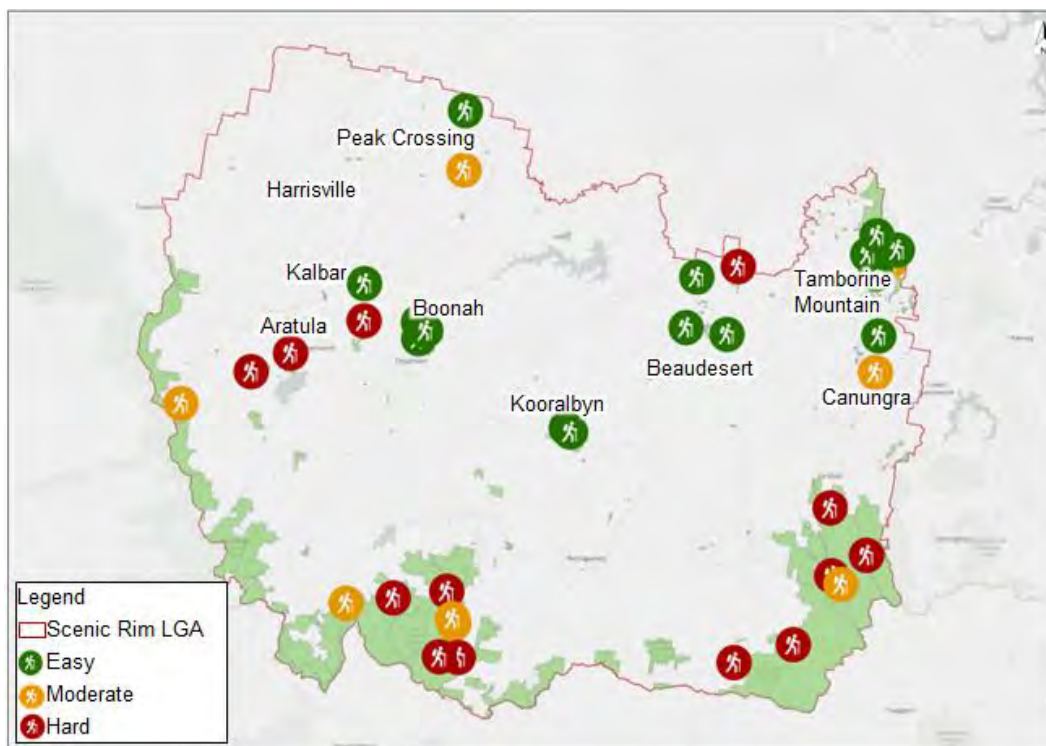 Peak Crossing
Harrisville
Kalbar
Boonah
Aratula
Tamborine
Mountain
Beaudesert
Canungra
Kooralbyn
Legend
Scenic Rim LGA
Easy
Moderate
Hard